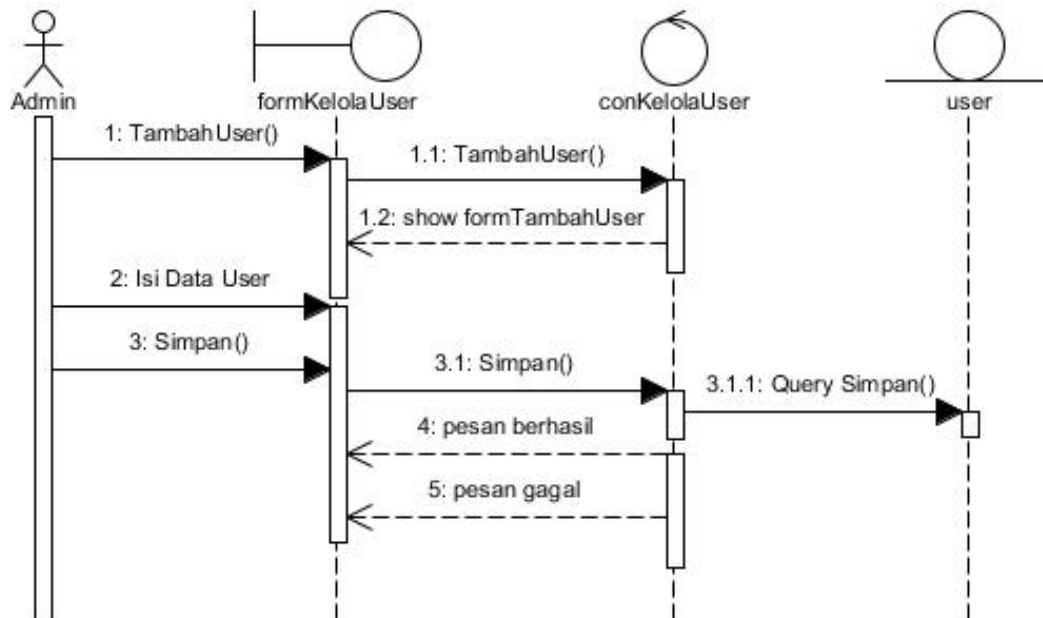 Admin
formKelolaUser
conKelolaUser
user
1: TambahUser()
1.1: TambahUser()
1.2: show formTambahUser
2: Isi Data User
3: Simpan()
3.1: Simpan()
3.1.1: Query Simpan()
4: pesan berhasil
5: pesan gagal